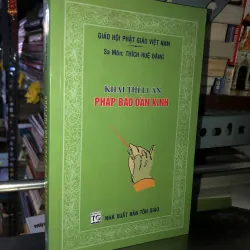 GIÁO HỘI PHẬT GIÁO VIỆT NAM
Sa Môn: THÍCH HUỆ ĐĂNG
KHAI THỊ LUẬN
PHÁP BẢO ĐÀN KINH
NHÀ XUẤT BẢN TÔN GIÁO